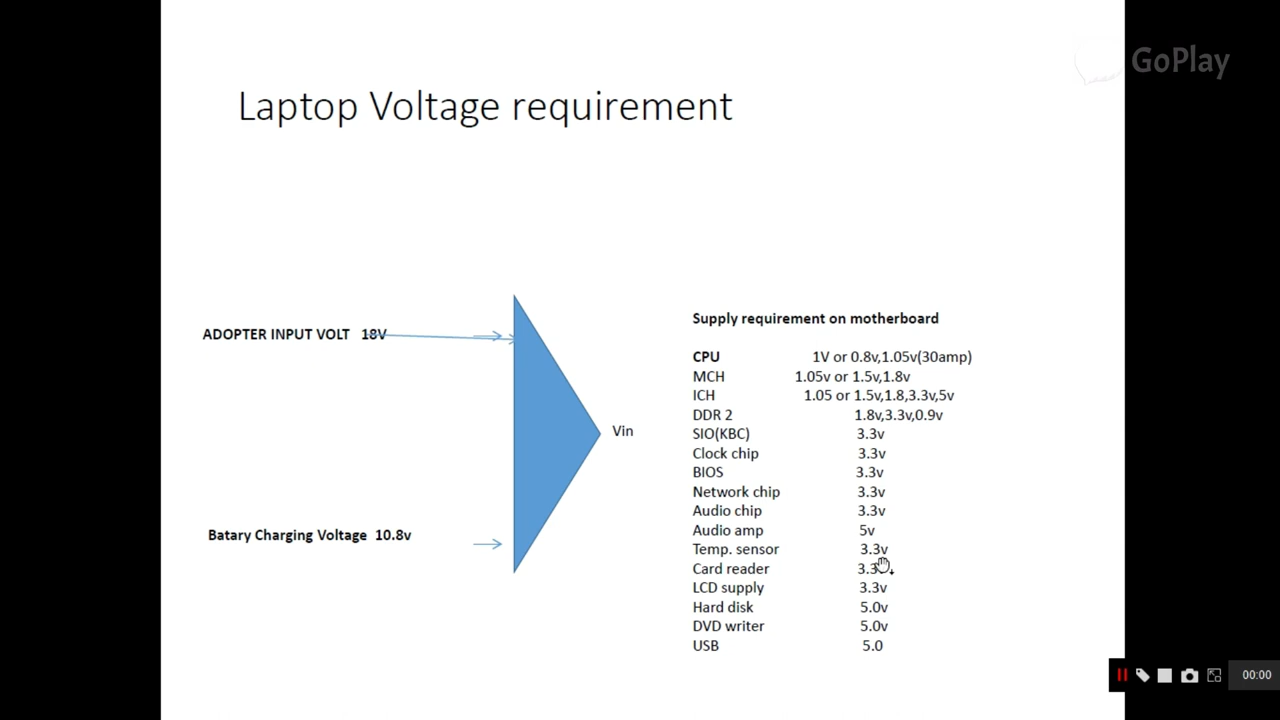 GoPlay
Laptop Voltage requirement
ADOPTER INPUT VOLT 18V
Vin
Batary Charging Voltage 10.8v
Supply requirement on motherboard
CPU 1V or 0.8v,1.05v(30amp)
MCH 1.05v or 1.5v,1.8v
ICH 1.05 or 1.5v,1.8,3.3v,5v
DDR 2 1.8v,3.3v,0.9v
SIO(KBC) 3.3v
Clock chip 3.3v
BIOS 3.3v
Network chip 3.3v
Audio chip 3.3v
Audio amp 5v
Temp. sensor 3.3v
Card reader 3.3
LCD supply 3.3v
Hard disk 5.0v
DVD writer 5.0v
USB 5.0
00:00